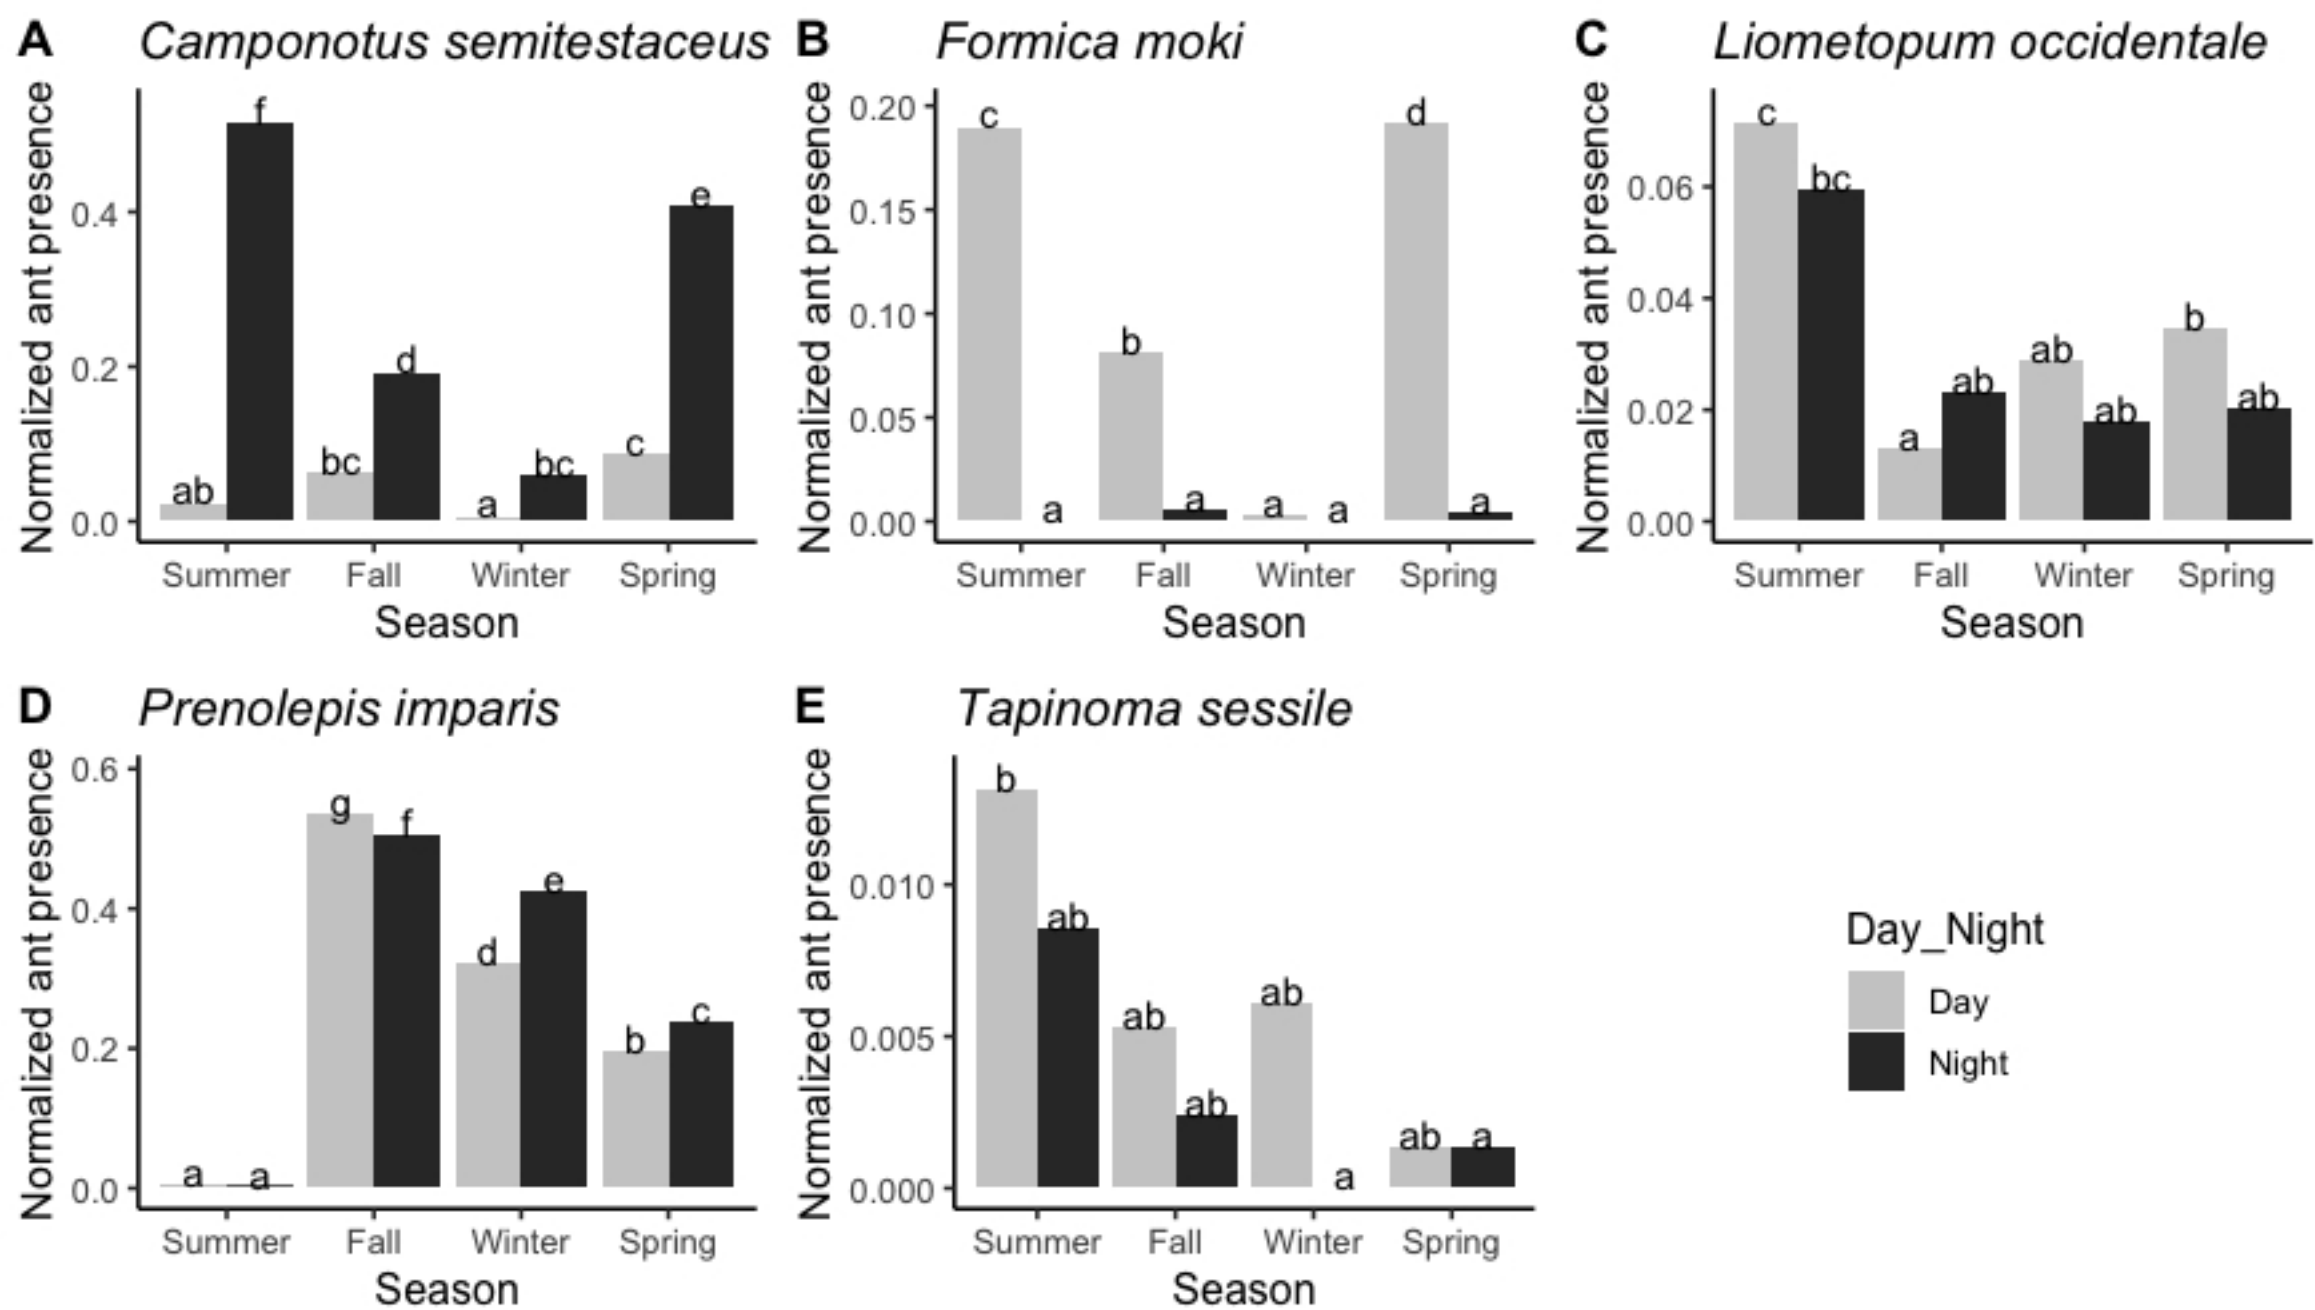 A Camponotus semitestaceus
Normalized ant presence
0.4
0.2
0.0
ab f bc d a bc c e
Summer Fall Winter Spring
Season
B Formica moki
Normalized ant presence
0.20
0.15
0.10
0.05
0.00
c a b a a a d a
Summer Fall Winter Spring
Season
C Liometopum occidentale
Normalized ant presence
0.06
0.04
0.02
0.00
c bc a ab ab ab b ab
Summer Fall Winter Spring
Season
D Prenolepis imparis
Normalized ant presence
0.6
0.4
0.2
0.0
a a g f d e b c
Summer Fall Winter Spring
Season
E Tapinoma sessile
Normalized ant presence
0.010
0.005
0.000
b ab ab ab ab a ab a
Summer Fall Winter Spring
Season
Day_Night
Day
Night